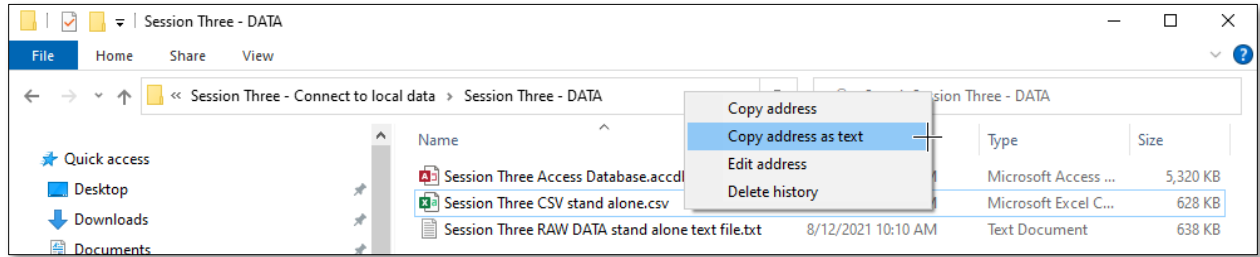 Session Three - DATA
File Home Share View
« Session Three - Connect to local data › Session Three - DATA
Three - DATA
Copy address
Copy address as text
Edit address
Delete history
Name Type Size
Quick access
Desktop
Downloads
Documents
Session Three Access Database.accd Microsoft Access ... 5,320 KB
Session Three CSV stand alone.csv Microsoft Excel C... 628 KB
Session Three RAW DATA stand alone text file.txt 8/12/2021 10:10 AM Text Document 638 KB